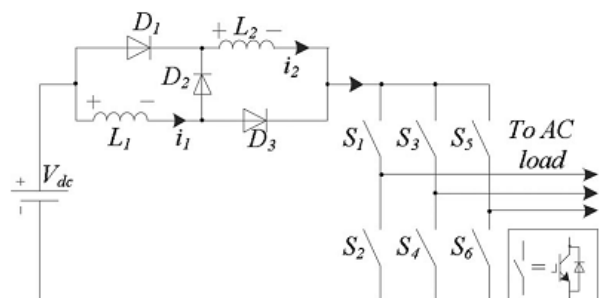 D1
+ L2 −
i2
D2
+ −
L1
i1
D3
Vdc
+
-
S1
S3
S5
To AC
load
S2
S4
S6
=